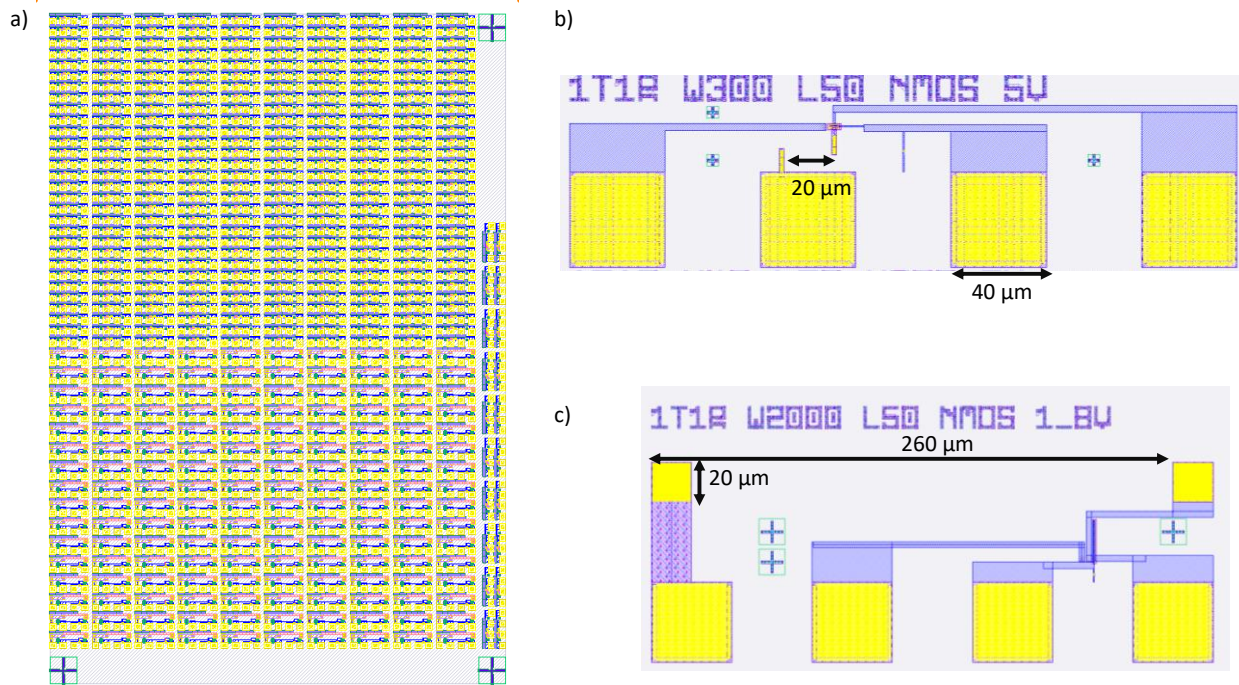 a)
b)
1T1R W300 L50 NMOS 5V
20 µm
40 µm
c)
1T1R W2000 L50 NMOS 1_8V
260 µm
20 µm